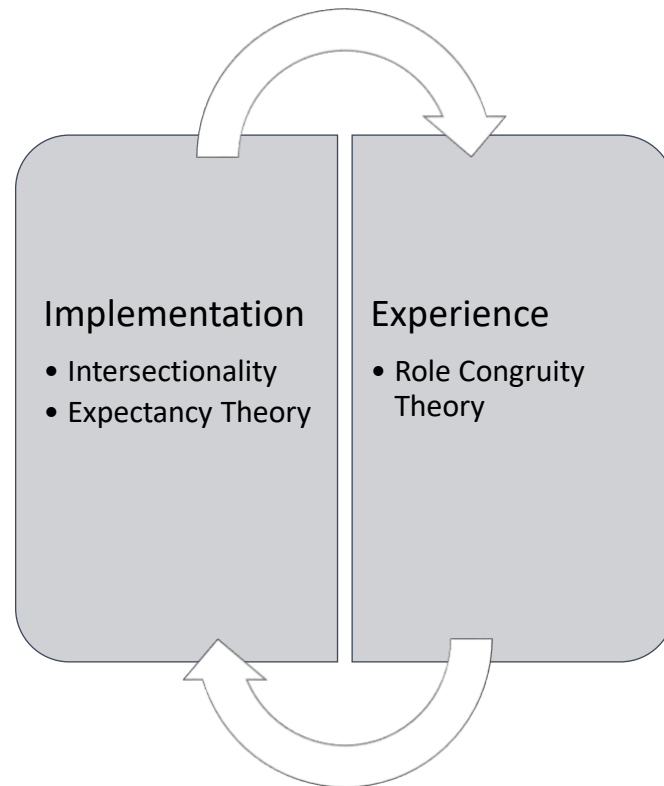 Implementation
• Intersectionality
• Expectancy Theory
Experience
• Role Congruity
Theory